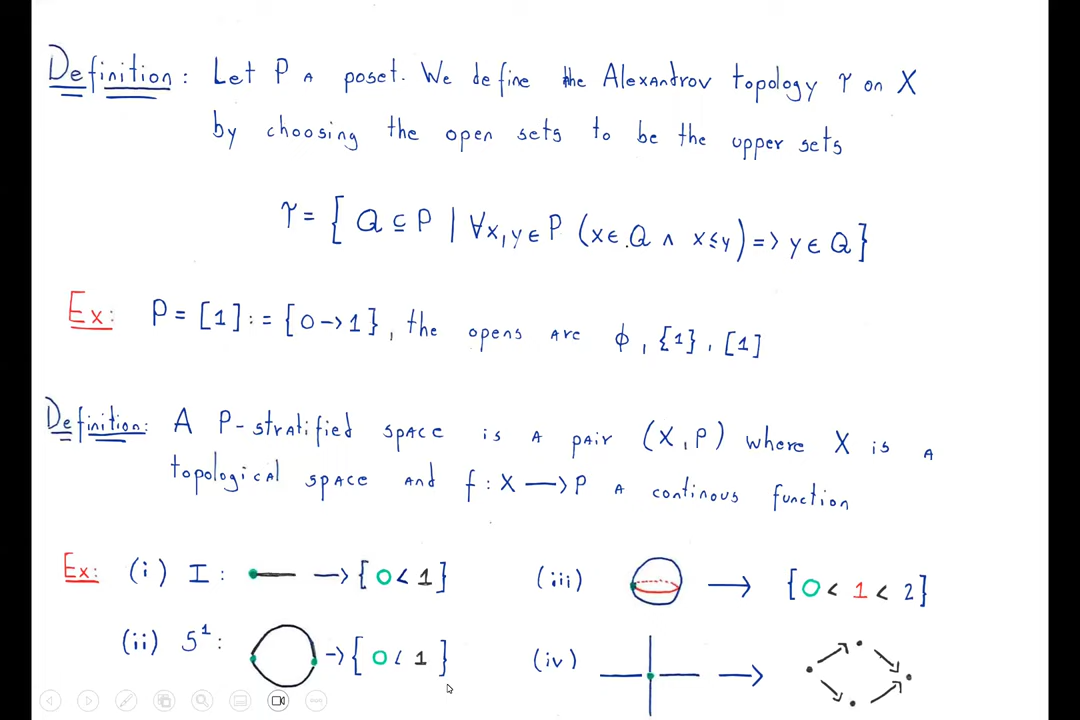 Definition: Let P a poset. We define the Alexandrov topology τ on X
by choosing the open sets to be the upper sets
τ = { Q ⊆ P | ∀x,y ∈ P (x ∈ Q ∧ x ≤ y) => y ∈ Q }
Ex: P = [1] := {0 → 1}, the opens are ϕ, {1}, [1]
Definition: A P-stratified space is a pair (X, P) where X is a
topological space and f : X → P a continous function
Ex: (i) I: → {0 < 1} (iii) → {0 < 1 < 2}
(ii) S¹: → {0 < 1} (iv) →